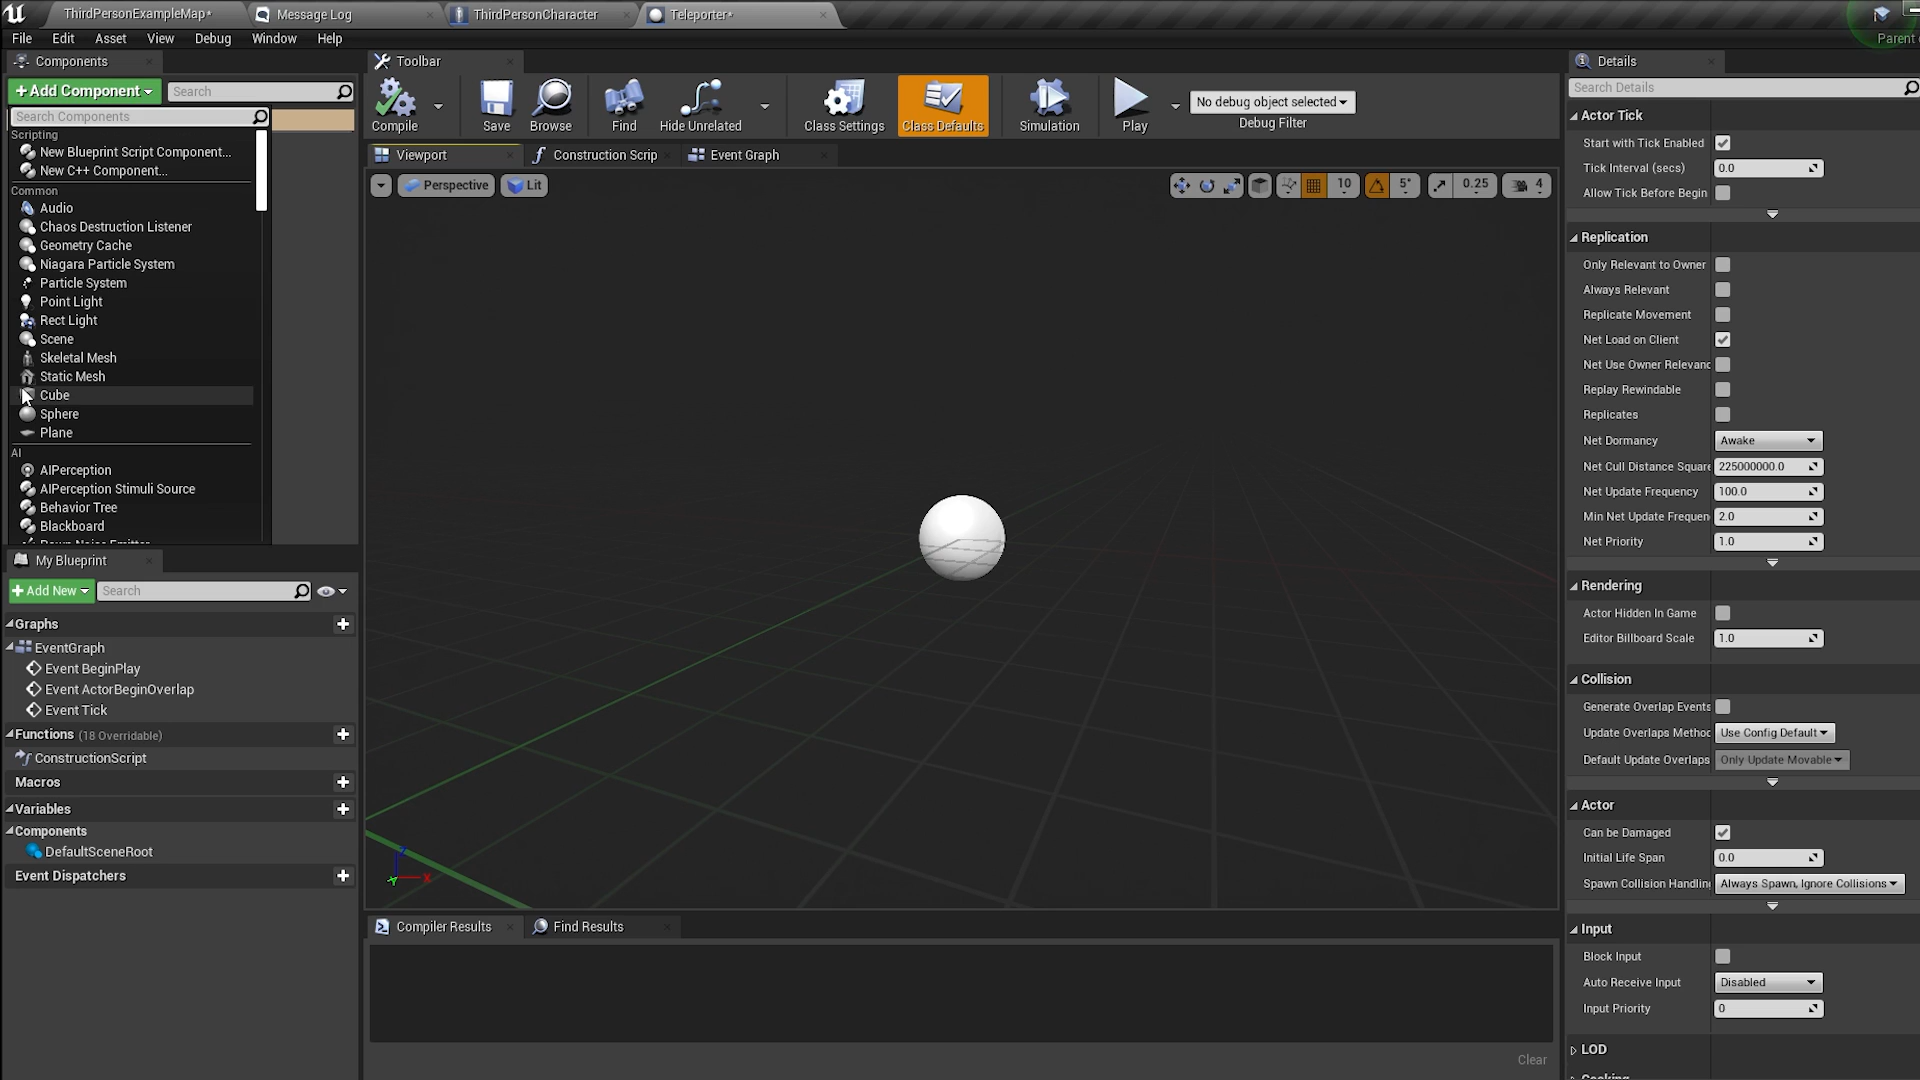 ThirdPersonExampleMap*
Message Log
ThirdPersonCharacter
Teleporter*
File
Edit
Asset
View
Debug
Window
Help
Parent
Components
+Add Component
Search
Search Components
Scripting
New Blueprint Script Component...
New C++ Component...
Common
Audio
Chaos Destruction Listener
Geometry Cache
Niagara Particle System
Particle System
Point Light
Rect Light
Scene
Skeletal Mesh
Static Mesh
Cube
Sphere
Plane
AI
AIPerception
AIPerception Stimuli Source
Behavior Tree
Blackboard
My Blueprint
+Add New
Search
Graphs
EventGraph
Event BeginPlay
Event ActorBeginOverlap
Event Tick
Functions (18 Overridable)
ConstructionScript
Macros
Variables
Components
DefaultSceneRoot
Event Dispatchers
Toolbar
Compile
Save
Browse
Find
Hide Unrelated
Class Settings
Class Defaults
Simulation
Play
No debug object selected
Debug Filter
Viewport
Construction Scrip
Event Graph
Perspective
Lit
10
5°
0.25
4
Z
Y
X
Compiler Results
Find Results
Clear
Details
Search Details
Actor Tick
Start with Tick Enabled
Tick Interval (secs) 0.0
Allow Tick Before Begin
Replication
Only Relevant to Owner
Always Relevant
Replicate Movement
Net Load on Client
Net Use Owner Relevanc
Replay Rewindable
Replicates
Net Dormancy Awake
Net Cull Distance Square 225000000.0
Net Update Frequency 100.0
Min Net Update Frequen 2.0
Net Priority 1.0
Rendering
Actor Hidden In Game
Editor Billboard Scale 1.0
Collision
Generate Overlap Events
Update Overlaps Method Use Config Default
Default Update Overlaps Only Update Movable
Actor
Can be Damaged
Initial Life Span 0.0
Spawn Collision Handling Always Spawn, Ignore Collisions
Input
Block Input
Auto Receive Input Disabled
Input Priority 0
LOD